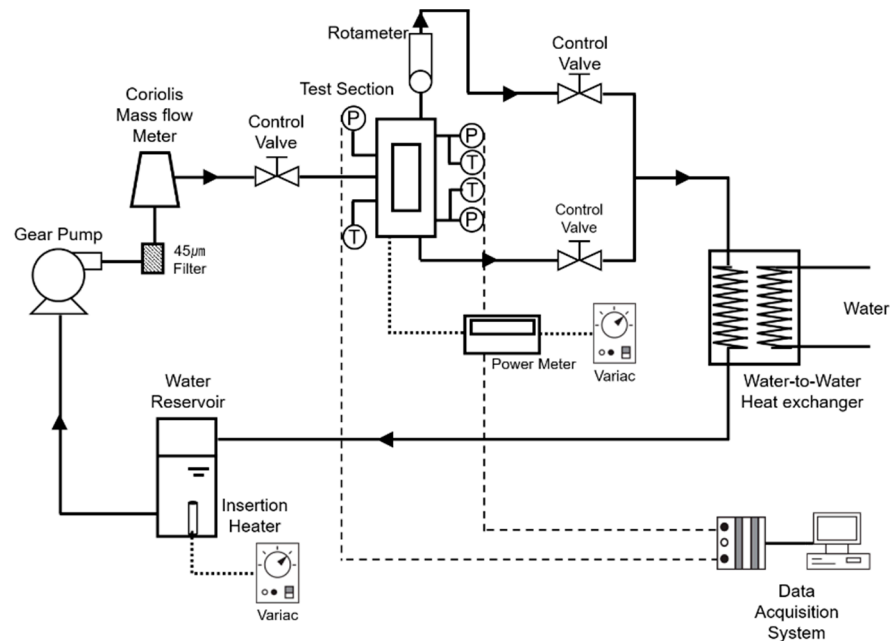 Rotameter
Control
Valve
Test Section
Coriolis
Mass flow
Meter
Control
Valve
P
P
T
T
P
T
Control
Valve
Gear Pump
45㎛
Filter
Water
Power Meter
Variac
Water-to-Water
Heat exchanger
Water
Reservoir
Insertion
Heater
Variac
Data
Acquisition
System